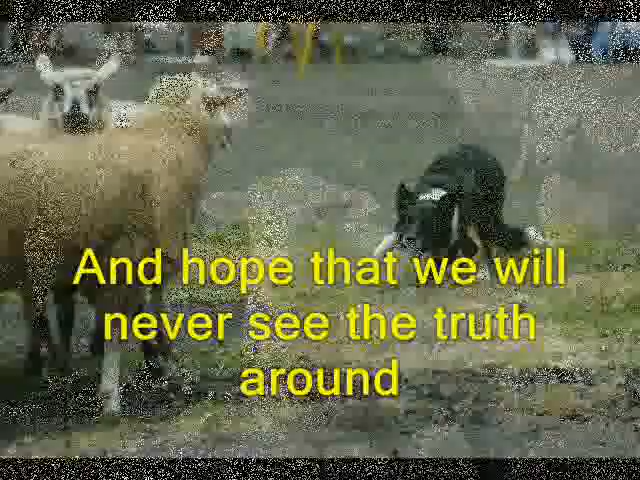 And hope that we will
never see the truth
around